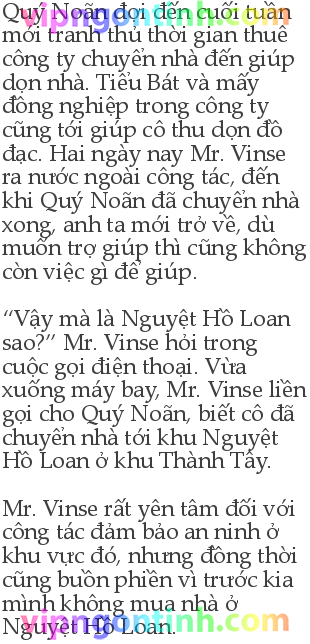 Quý Noãn đợi đến cuối tuần
mới tranh thủ thời gian thuê
công ty chuyển nhà đến giúp
dọn nhà. Tiểu Bát và mấy
đồng nghiệp trong công ty
cũng tới giúp cô thu dọn đồ
đạc. Hai ngày nay Mr. Vinse
ra nước ngoài công tác, đến
khi Quý Noãn đã chuyển nhà
xong, anh ta mới trở về, dù
muốn trợ giúp thì cũng không
còn việc gì để giúp.
“Vậy mà là Nguyệt Hồ Loan
sao?” Mr. Vinse hỏi trong
cuộc gọi điện thoại. Vừa
xuống máy bay, Mr. Vinse liền
gọi cho Quý Noãn, biết cô đã
chuyển nhà tới khu Nguyệt
Hồ Loan ở khu Thành Tây.
Mr. Vinse rất yên tâm đối với
công tác đảm bảo an ninh ở
khu vực đó, nhưng đồng thời
cũng buồn phiền vì trước kia
mình không mua nhà ở
Nguyệt Hồ Loan.
vipngontinh.com
vipngontinh.com